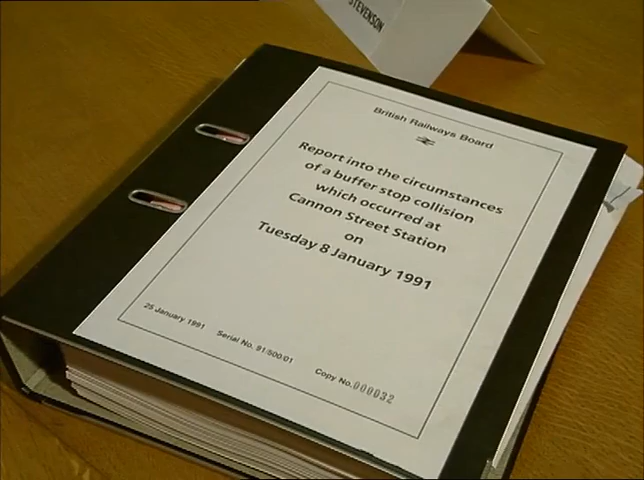 STEVENSON
British Railways Board
Report into the circumstances
of a buffer stop collision
which occurred at
Cannon Street Station
on
Tuesday 8 January 1991
25 January 1991 Serial No. 91/500/01 Copy No. 000032